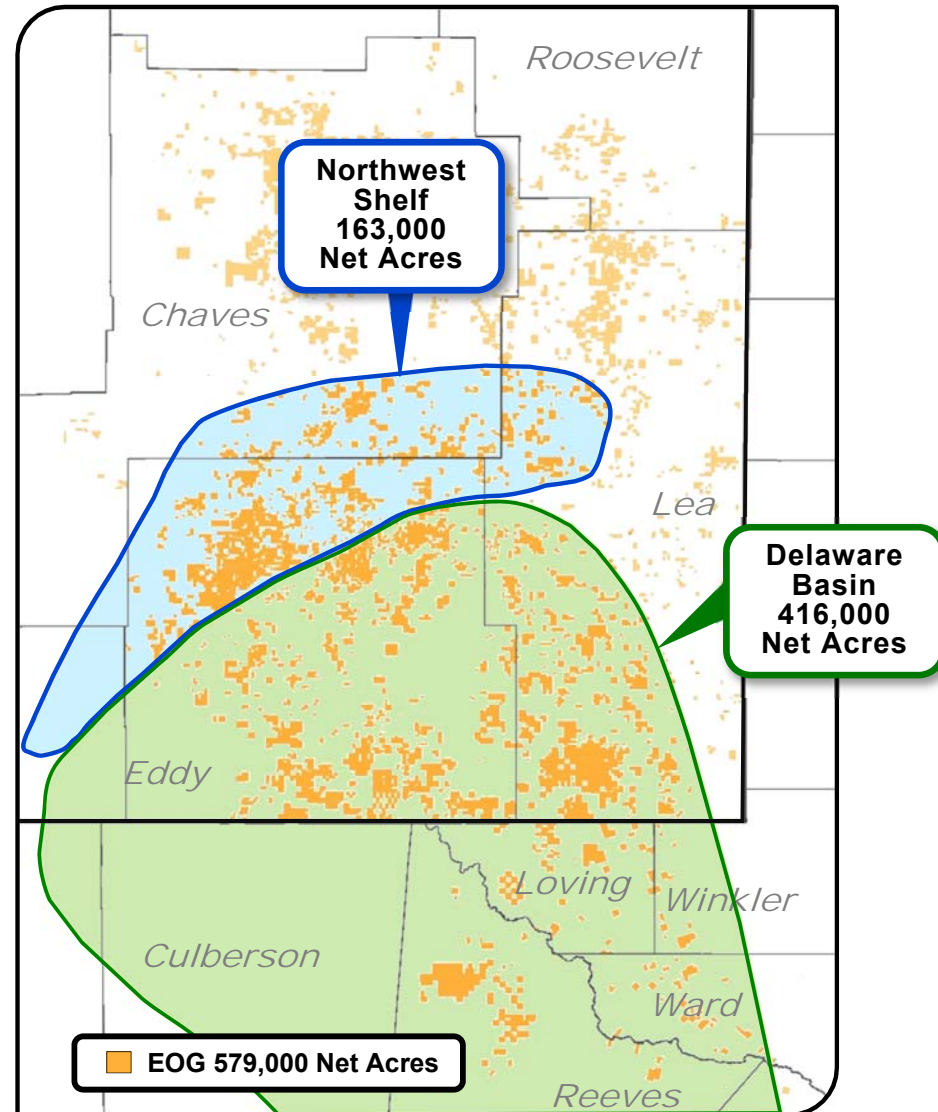 Roosevelt
Northwest
Shelf
163,000
Net Acres
Chaves
Lea
Delaware
Basin
416,000
Net Acres
Eddy
Loving
Winkler
Culberson
Ward
EOG 579,000 Net Acres
Reeves